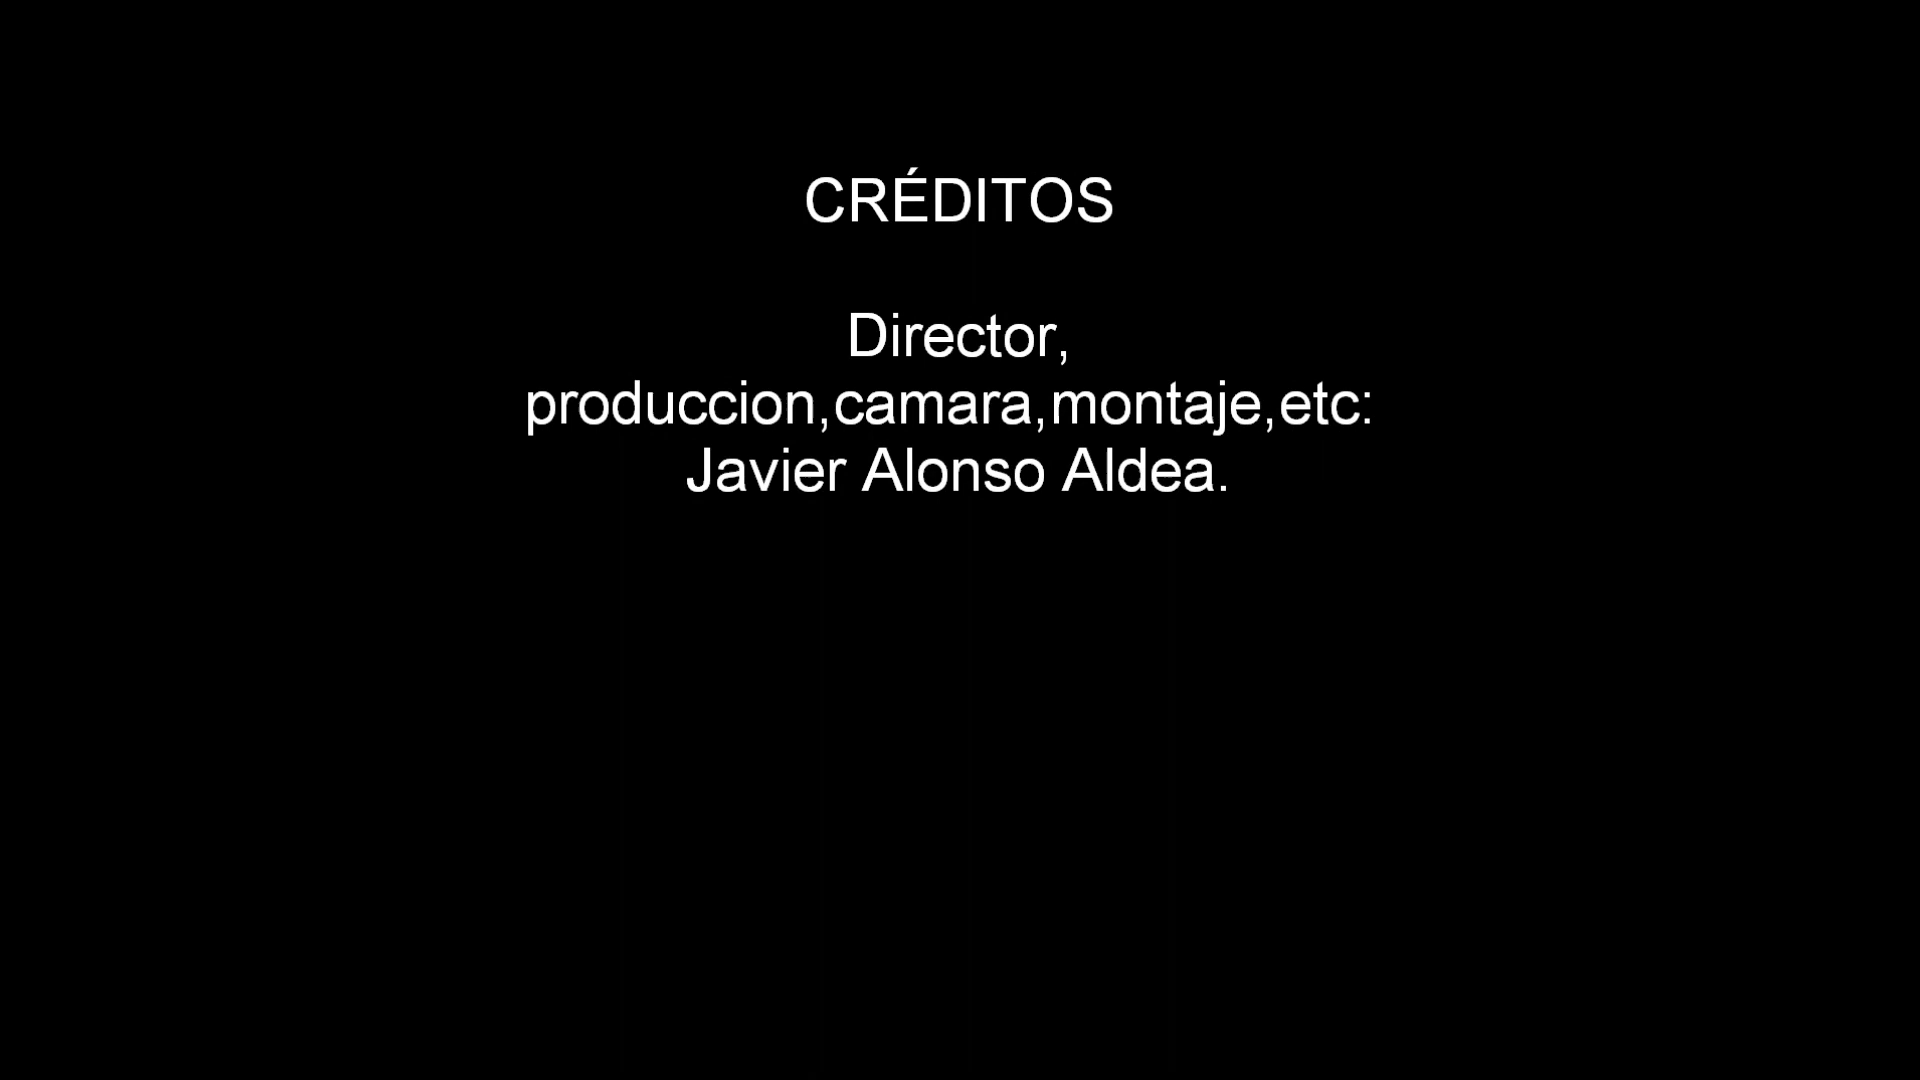 CRÉDITOS
Director,
produccion,camara,montaje,etc:
Javier Alonso Aldea.